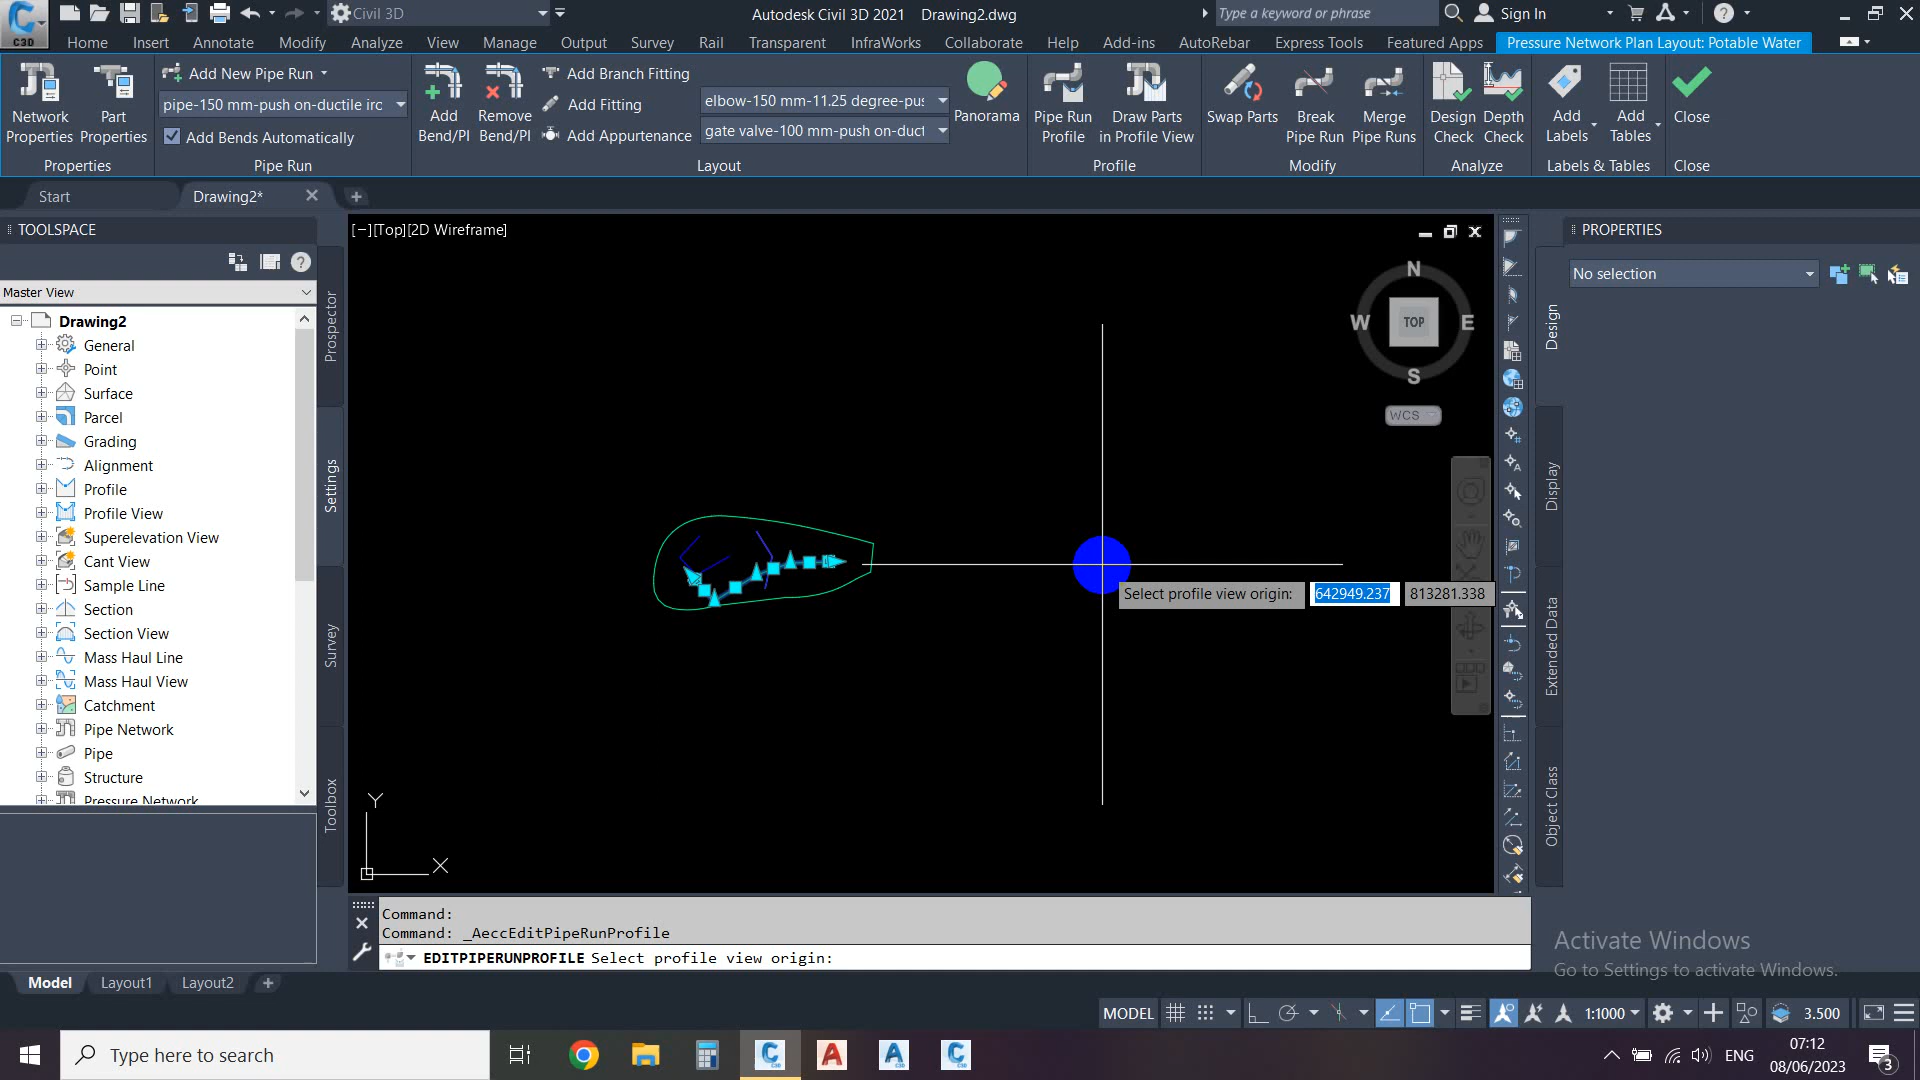 C3D
Civil 3D
Autodesk Civil 3D 2021 Drawing2.dwg
Type a keyword or phrase
Sign In
Home Insert Annotate Modify Analyze View Manage Output Survey Rail Transparent InfraWorks Collaborate Help Add-ins AutoRebar Express Tools Featured Apps Pressure Network Plan Layout: Potable Water
Network Properties
Part Properties
Properties
Add New Pipe Run
pipe-150 mm-push on-ductile irc
Add Bends Automatically
Pipe Run
Add Bend/PI
Remove Bend/PI
Add Branch Fitting
Add Fitting
Add Appurtenance
elbow-150 mm-11.25 degree-pus
gate valve-100 mm-push on-duct
Layout
Panorama
Pipe Run Profile
Draw Parts in Profile View
Profile
Swap Parts
Break Pipe Run
Merge Pipe Runs
Modify
Design Check
Depth Check
Analyze
Add Labels
Add Tables
Labels & Tables
Close
Close
Start
Drawing2*
TOOLSPACE
Master View
Drawing2
General
Point
Surface
Parcel
Grading
Alignment
Profile
Profile View
Superelevation View
Cant View
Sample Line
Section
Section View
Mass Haul Line
Mass Haul View
Catchment
Pipe Network
Pipe
Structure
Pressure Network
Prospector
Settings
Survey
Toolbox
[−][Top][2D Wireframe]
N
W
TOP
E
S
WCS
Select profile view origin: 642949.237 813281.338
Y
X
PROPERTIES
No selection
Design
Display
Extended Data
Object Class
Command:
Command: _AeccEditPipeRunProfile
EDITPIPERUNPROFILE Select profile view origin:
Activate Windows
Go to Settings to activate Windows.
Model Layout1 Layout2
MODEL
1:1000
3.500
Type here to search
ENG
07:12
08/06/2023
3